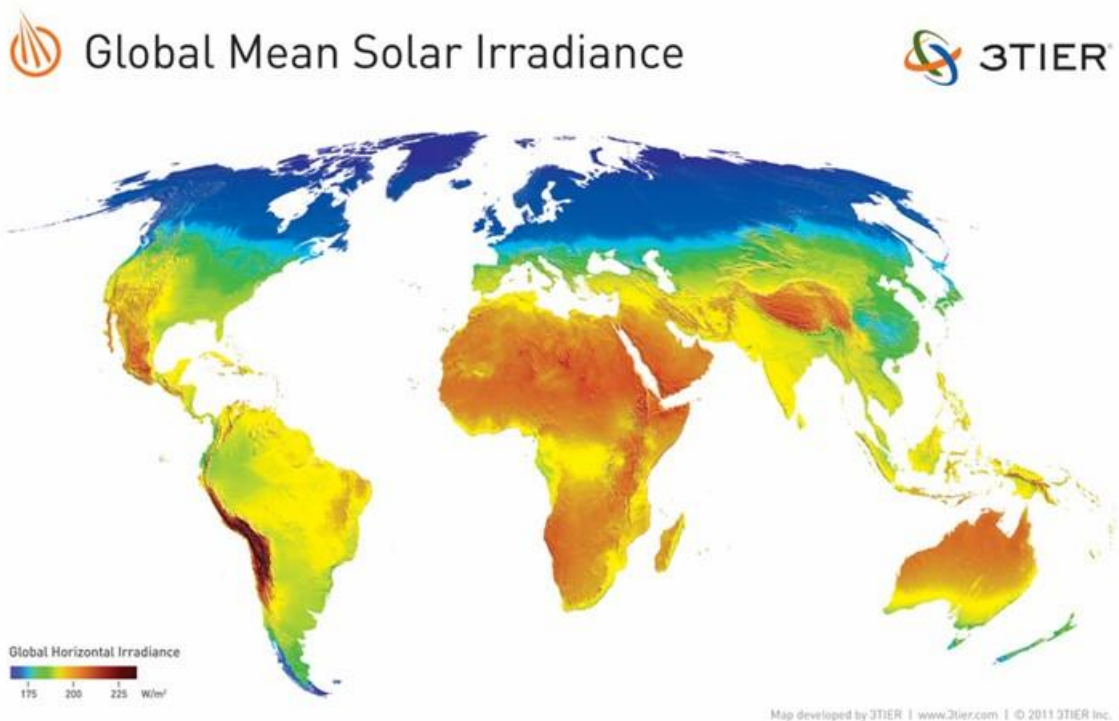 Global Mean Solar Irradiance
3TIER
Global Horizontal Irradiance
175 200 225 W/m²
Map developed by 3TIER | www.3tier.com | © 2011 3TIER Inc.